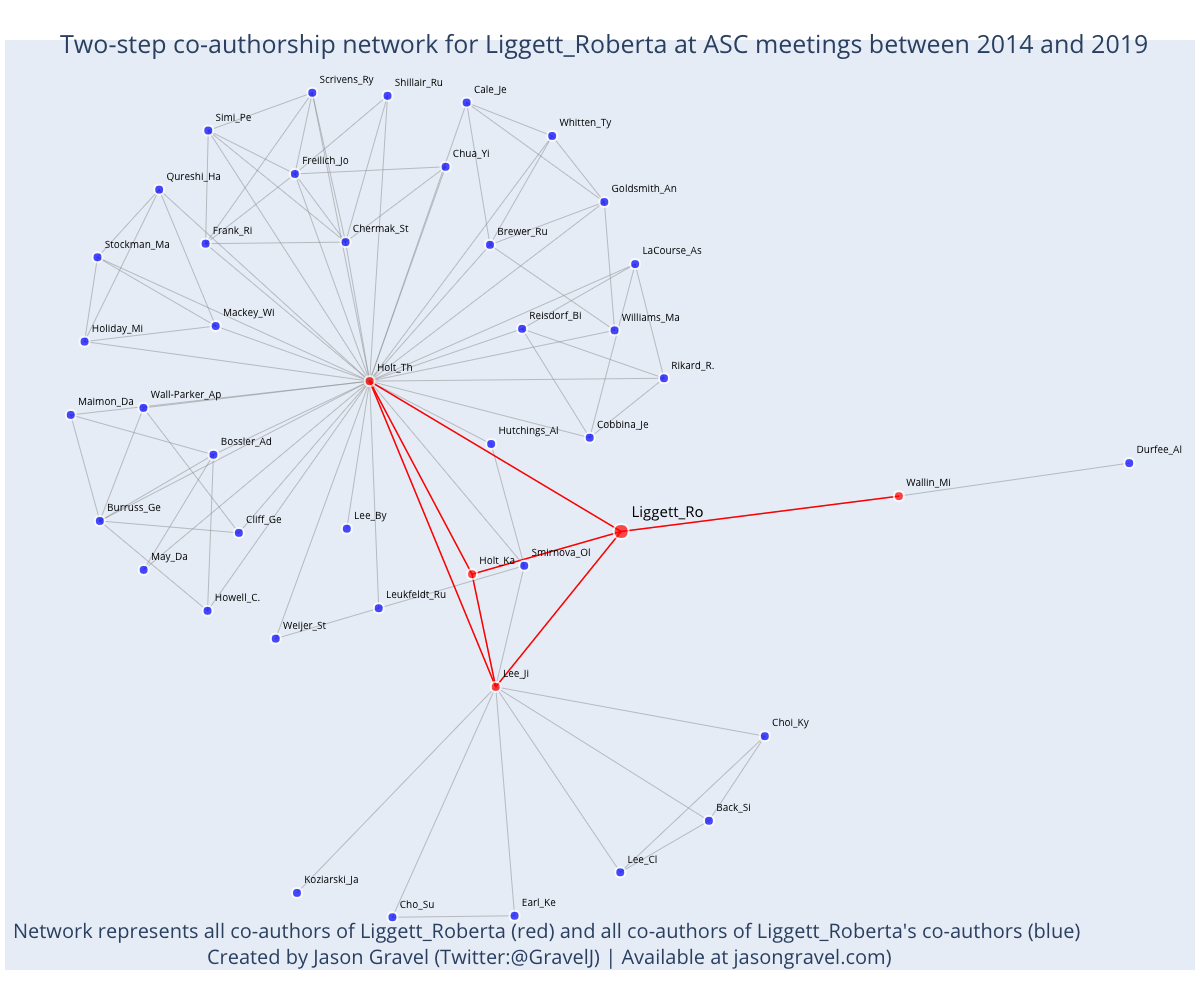 Two-step co-authorship network for Liggett_Roberta at ASC meetings between 2014 and 2019
Scrivens_Ry
Shillair_Ru
Cale_Je
Simi_Pe
Whitten_Ty
Chua_Yi
Freilich_Jo
Qureshi_Ha
Goldsmith_An
Frank_Ri
Chermak_St
Brewer_Ru
Stockman_Ma
LaCourse_As
Mackey_Wi
Reisdorf_Bi
Williams_Ma
Holiday_Mi
Holt_Th
Rikard_R.
Wall-Parker_Ap
Maimon_Da
Cobbina_Je
Hutchings_Al
Bossler_Ad
Durfee_Al
Wallin_Mi
Burruss_Ge
Liggett_Ro
Cliff_Ge
Lee_By
Smirnova_Ol
May_Da
Holt_Ka
Leukfeldt_Ru
Howell_C.
Weijer_St
Lee_Ji
Choi_Ky
Back_Si
Lee_Cl
Koziarski_Ja
Earl_Ke
Cho_Su
Network represents all co-authors of Liggett_Roberta (red) and all co-authors of Liggett_Roberta's co-authors (blue)
Created by Jason Gravel (Twitter:@GravelJ) | Available at jasongravel.com)